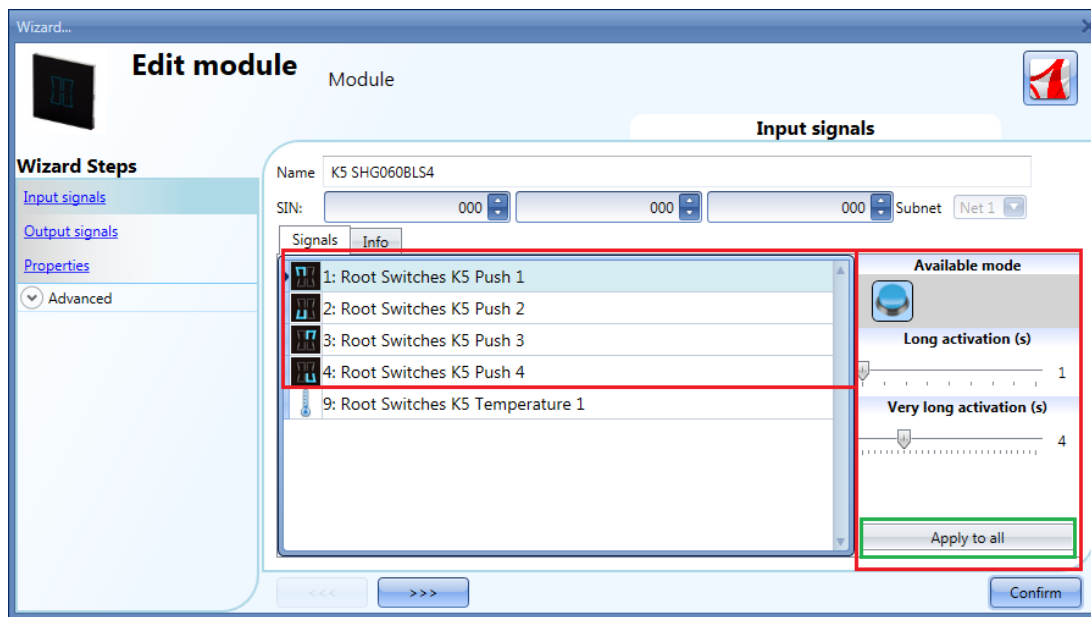 Wizard...
Edit module
Module
Input signals
Wizard Steps
Input signals
Output signals
Properties
Advanced
Name K5 SHG060BLS4
SIN: 000 000 000 Subnet Net 1
Signals Info
1: Root Switches K5 Push 1
2: Root Switches K5 Push 2
3: Root Switches K5 Push 3
4: Root Switches K5 Push 4
9: Root Switches K5 Temperature 1
Available mode
Long activation (s)
1
Very long activation (s)
4
Apply to all
<<< >>> Confirm